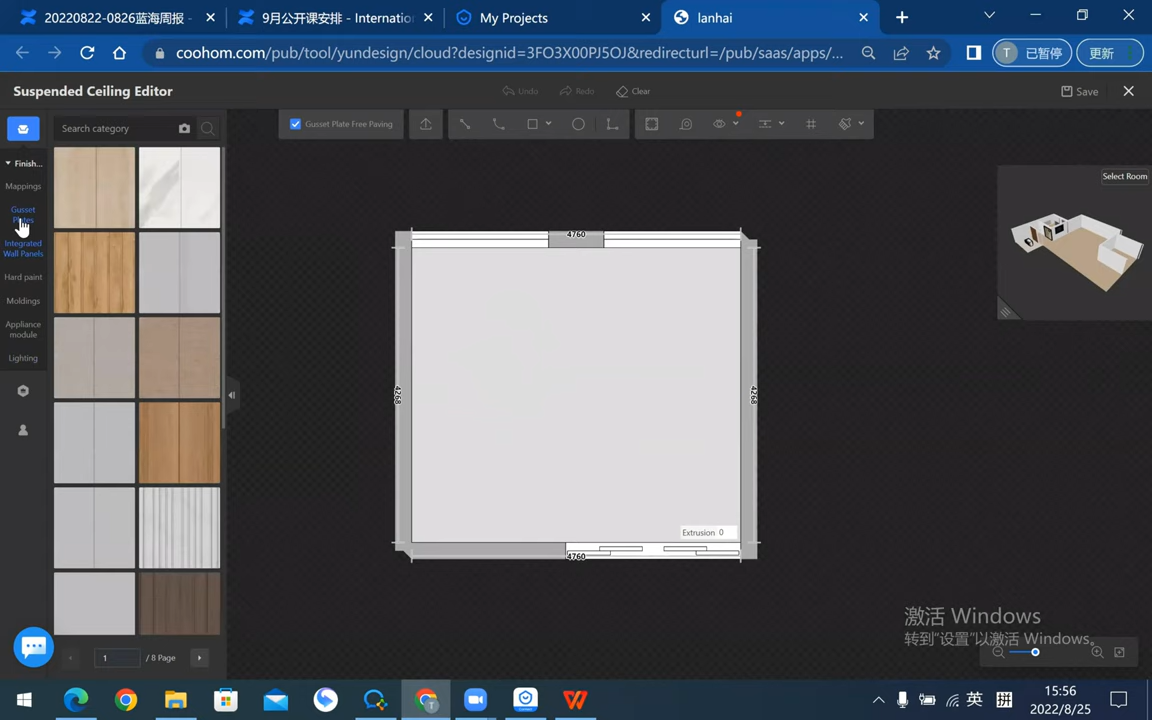 20220822-0826蓝海周报 -
9月公开课安排 - Internatio
My Projects
lanhai
coohom.com/pub/tool/yundesign/cloud?designid=3FO3X00PJ5OJ&redirecturl=/pub/saas/apps/...
T 已暂停
更新
Suspended Ceiling Editor
Undo
Redo
Clear
Save
Search category
Gusset Plate Free Paving
Finish...
Mappings
Gusset
Plates
Integrated
Wall Panels
Hard paint
Moldings
Appliance
module
Lighting
Select Room
4760
4268
4268
Extrusion 0
4760
1 / 8 Page
激活 Windows
转到"设置"以激活 Windows。
T
英
拼
15:56
2022/8/25